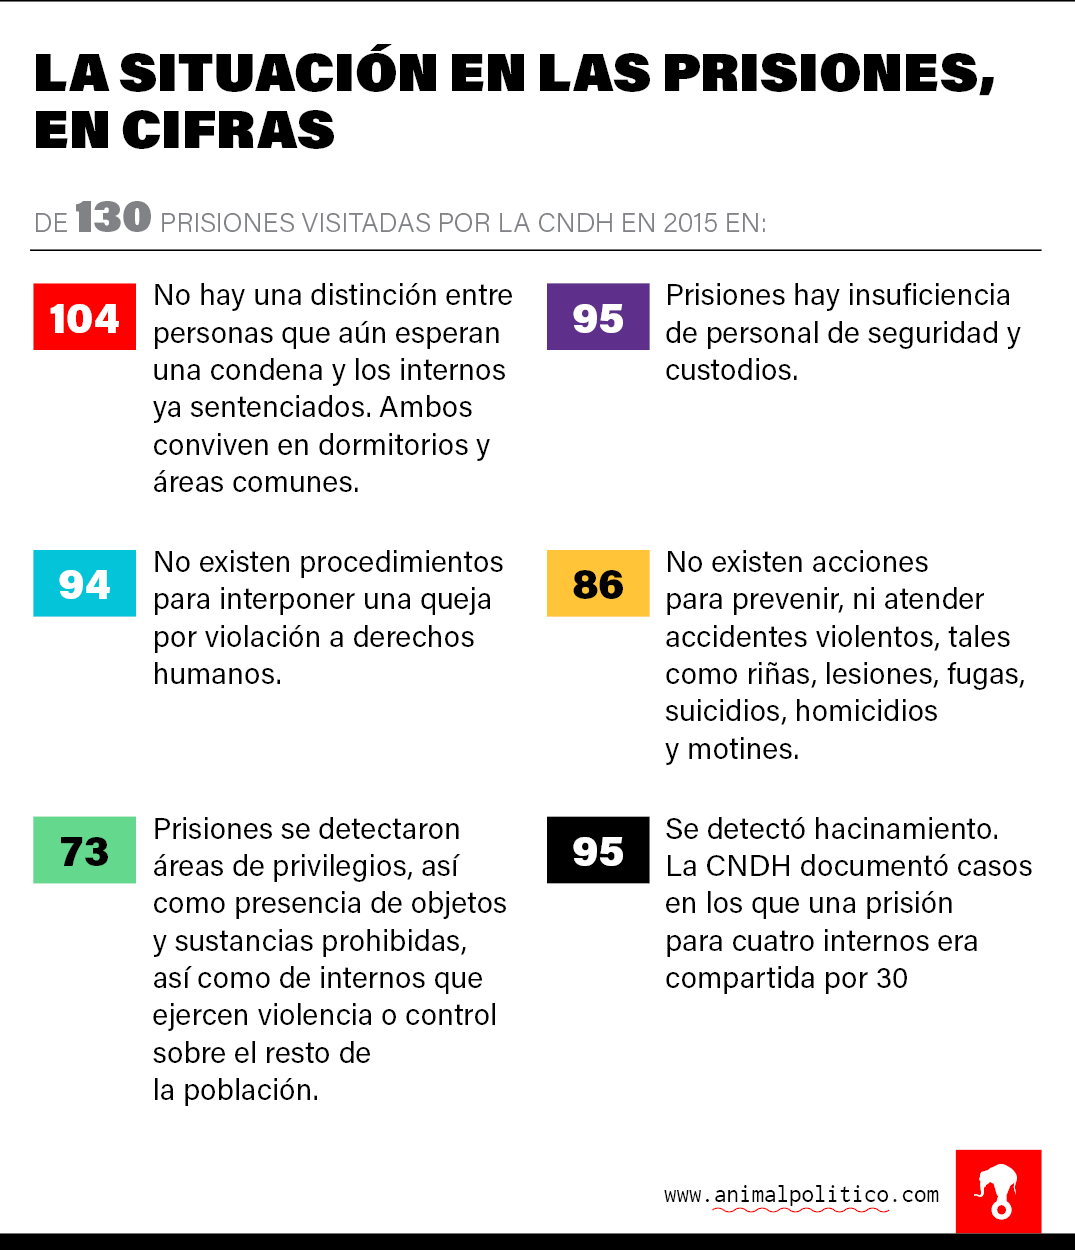 LA SITUACIÓN EN LAS PRISIONES,
EN CIFRAS
DE 130 PRISIONES VISITADAS POR LA CNDH EN 2015 EN:
104
No hay una distinción entre
personas que aún esperan
una condena y los internos
ya sentenciados. Ambos
conviven en dormitorios y
áreas comunes.
95
Prisiones hay insuficiencia
de personal de seguridad y
custodios.
94
No existen procedimientos
para interponer una queja
por violación a derechos
humanos.
86
No existen acciones
para prevenir, ni atender
accidentes violentos, tales
como riñas, lesiones, fugas,
suicidios, homicidios
y motines.
73
Prisiones se detectaron
áreas de privilegios, así
como presencia de objetos
y sustancias prohibidas,
así como de internos que
ejercen violencia o control
sobre el resto de
la población.
95
Se detectó hacinamiento.
La CNDH documentó casos
en los que una prisión
para cuatro internos era
compartida por 30
www.animalpolitico.com